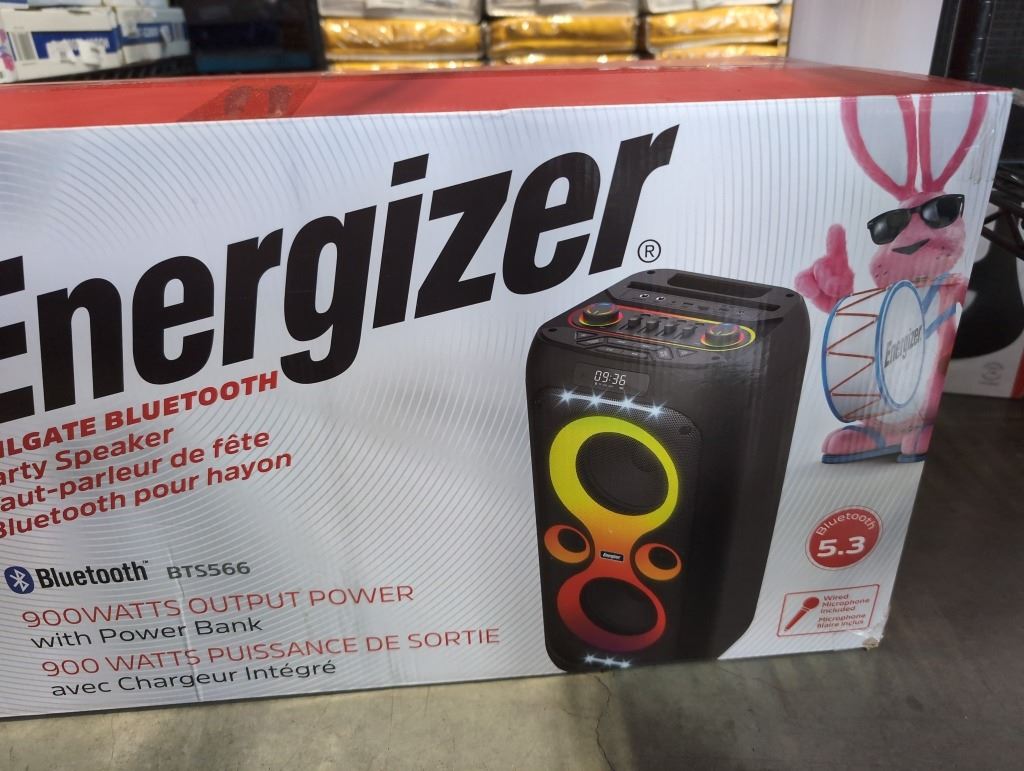 Energizer®
ILGATE BLUETOOTH
arty Speaker
aut-parleur de fête
Bluetooth pour hayon
Bluetooth™ BTS566
900WATTS OUTPUT POWER
with Power Bank
900 WATTS PUISSANCE DE SORTIE
avec Chargeur Intégré
09:36
Energizer
Energizer
Bluetooth
5.3
Wired
Microphone
Included
Microphone
filaire inclus